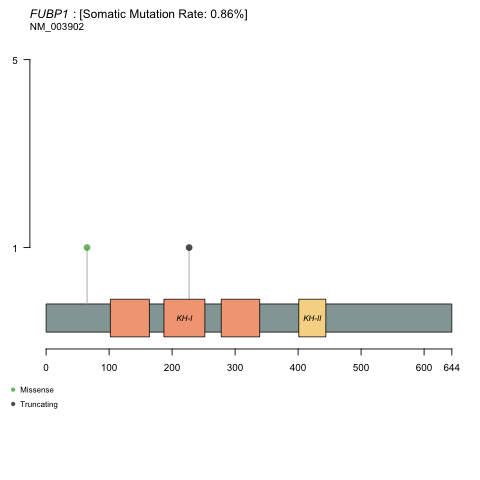 FUBP1 : [Somatic Mutation Rate: 0.86%]
NM_003902
5
1
KH-I
KH-II
0 100 200 300 400 500 600 644
Missense
Truncating